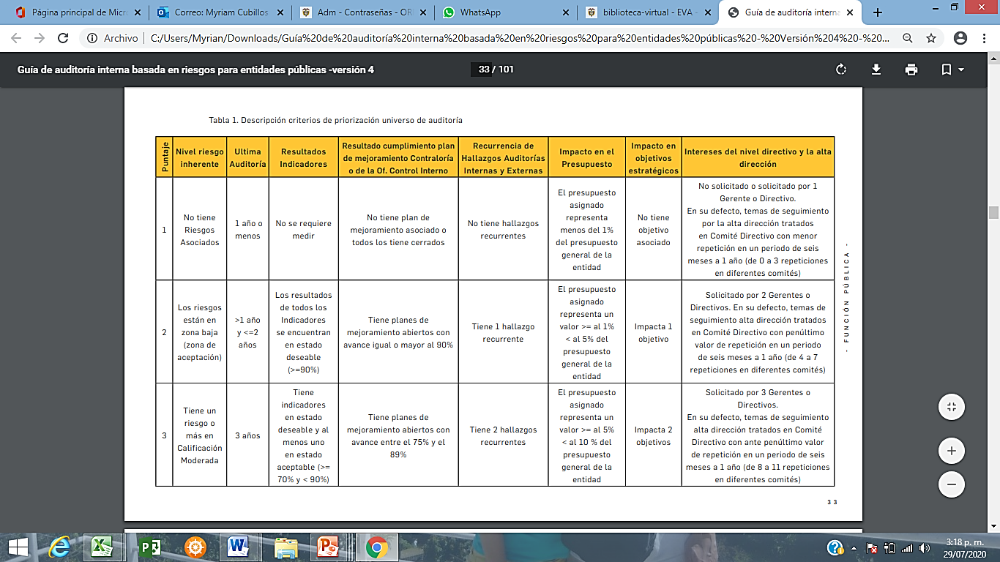 Página principal de Micr
Correo: Myriam Cubillos
Adm - Contraseñas - OR
WhatsApp
biblioteca-virtual - EVA -
Guía de auditoría interna
Archivo
C:/Users/Myrian/Downloads/Guía%20de%20auditoría%20interna%20basada%20en%20riesgos%20para%20entidades%20públicas%20-%20Versión%204%20-%20...
Guía de auditoría interna basada en riesgos para entidades públicas -versión 4
33 / 101
Tabla 1. Descripción criterios de priorización universo de auditoría
Puntaje
Nivel riesgo
inherente
Ultima
Auditoría
Resultados
Indicadores
Resultado cumplimiento plan
de mejoramiento Contraloría
o de la Of. Control Interno
Recurrencia de
Hallazgos Auditorías
Internas y Externas
Impacto en el
Presupuesto
Impacto en
objetivos
estratégicos
Intereses del nivel directivo y la alta
dirección
1
No tiene
Riesgos
Asociados
1 año o
menos
No se requiere
medir
No tiene plan de
mejoramiento asociado o
todos los tiene cerrados
No tiene hallazgos
recurrentes
El presupuesto
asignado
representa
menos del 1%
del presupuesto
general de la
entidad
No tiene
objetivo
asociado
No solicitado o solicitado por 1
Gerente o Directivo.
En su defecto, temas de seguimiento
por la alta dirección tratados
en Comité Directivo con menor
repetición en un periodo de seis
meses a 1 año (de 0 a 3 repeticiones
en diferentes comités)
2
Los riesgos
están en
zona baja
(zona de
aceptación)
>1 año
y <=2
años
Los resultados
de todos los
Indicadores
se encuentran
en estado
deseable
(>=90%)
Tiene planes de
mejoramiento abiertos con
avance igual o mayor al 90%
Tiene 1 hallazgo
recurrente
El presupuesto
asignado
representa un
valor >= al 1%
< al 5% del
presupuesto
general de la
entidad
Impacta 1
objetivo
Solicitado por 2 Gerentes o
Directivos. En su defecto, temas de
seguimiento alta dirección tratados
en Comité Directivo con penúltimo
valor de repetición en un periodo
de seis meses a 1 año (de 4 a 7
repeticiones en diferentes comités)
3
Tiene un
riesgo o
más en
Calificación
Moderada
3 años
Tiene
indicadores
en estado
deseable y al
menos uno
en estado
aceptable (>=
70% y < 90%)
Tiene planes de
mejoramiento abiertos con
avance entre el 75% y el
89%
Tiene 2 hallazgos
recurrentes
El presupuesto
asignado
representa un
valor >= al 5%
< al 10 % del
presupuesto
general de la
entidad
Impacta 2
objetivos
Solicitado por 3 Gerentes o
Directivos.
En su defecto, temas de seguimiento
alta dirección tratados en Comité
Directivo con ante penúltimo valor
de repetición en un periodo de seis
meses a 1 año (de 8 a 11 repeticiones
en diferentes comités)
- FUNCIÓN PÚBLICA -
33
3:18 p. m.
29/07/2020